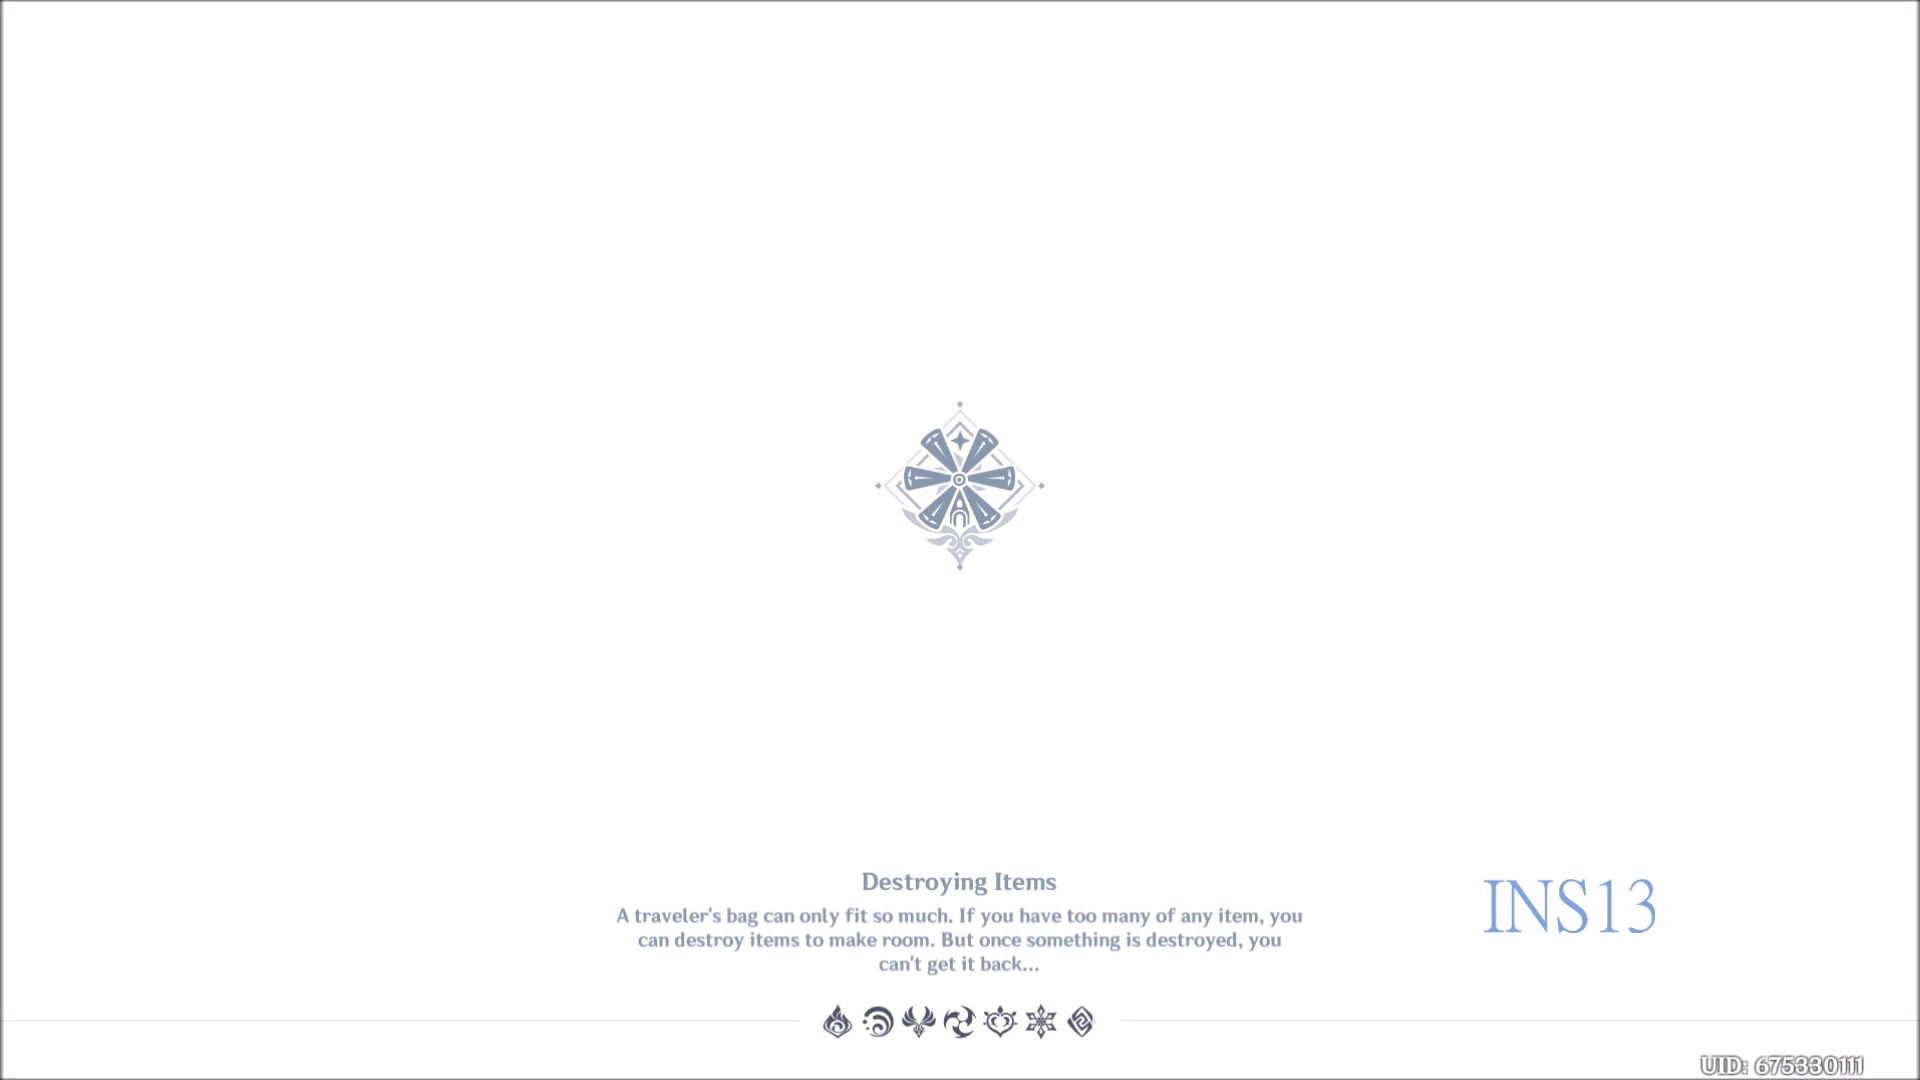 Destroying Items
A traveler's bag can only fit so much. If you have too many of any item, you
can destroy items to make room. But once something is destroyed, you
can't get it back...
INS13
UID: 675330111